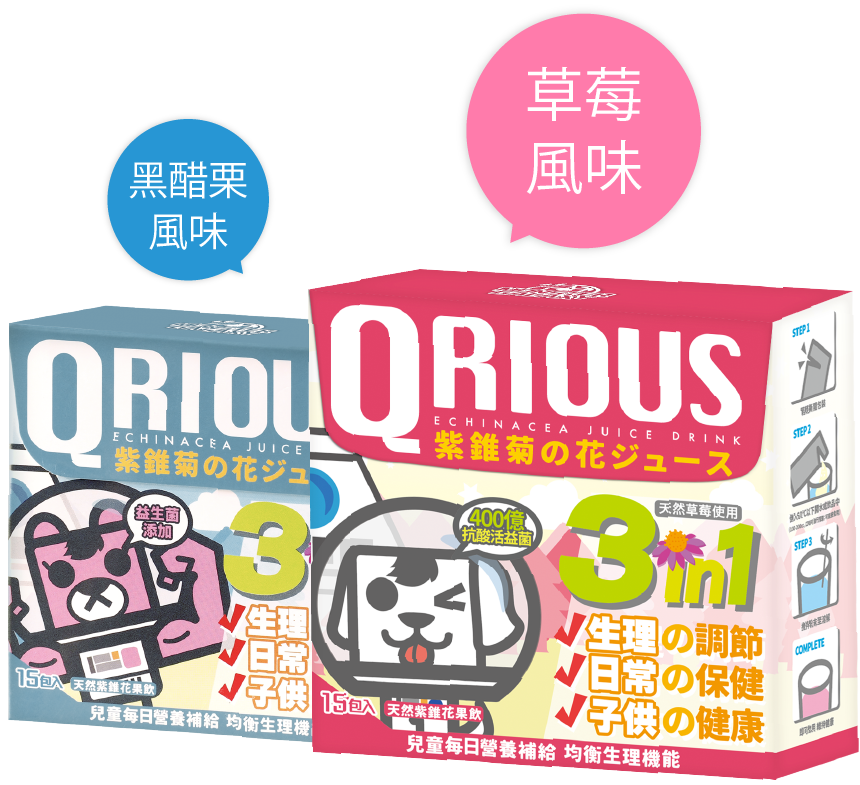 黑醋栗
風味
草莓
風味
QRIOU
ECHINACEA JUICE
紫錐菊の花ジュ
益生菌
添加
3
生理
日常
子供
15包入 天然紫錐花果飲
兒童每日營養補給 均衡生理機
QRIOUS
ECHINACEA JUICE DRINK
紫錐菊の花ジュース
400億
抗酸活益菌
天然草莓使用
3in1
生理の調節
日常の保健
子供の健康
15包入 天然紫錐花果飲
兒童每日營養補給 均衡生理機能
STEP 1
STEP 2
STEP 3
COMPLETE